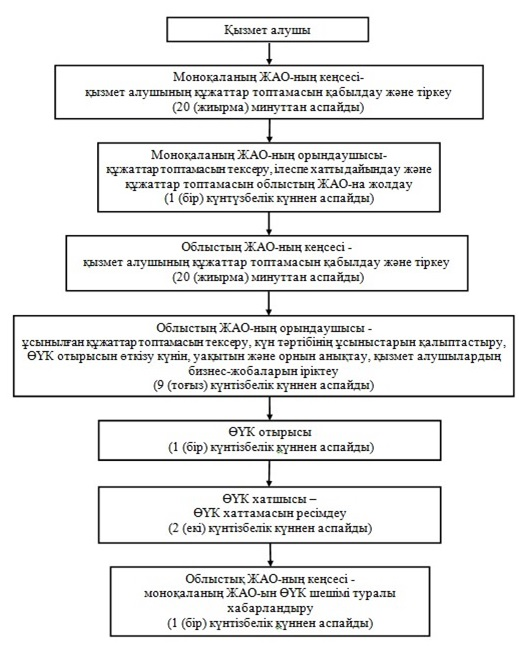 Қызмет алушы
Моноқаланың ЖАО-ның кеңсесі-
қызмет алушының құжаттар топтамасын қабылдау және тіркеу
(20 (жиырма) минуттан аспайды)
Моноқаланың ЖАО-ның орындаушысы-
құжаттар топтамасын тексеру, ілеспе хатты дайындау және
құжаттар топтамасын облыстың ЖАО-на жолдау
(1 (бір) күнтүзбелік күннен аспайды)
Облыстың ЖАО-ның кеңсесі -
қызмет алушының құжаттар топтамасын қабылдау және тіркеу
(20 (жиырма) минуттан аспайды)
Облыстың ЖАО-ның орындаушысы -
ұсынылған құжаттар топтамасын тексеру, күн тәртібінің ұсыныстарын қалыптастыру,
ӨҮК отырысын өткізу күнін, уақытын және орнын анықтау, қызмет алушылардың
бизнес-жобаларын іріктеу
(9 (тоғыз) күнтізбелік күннен аспайды)
ӨҮК отырысы
(1 (бір) күнтізбелік күннен аспайды)
ӨҮК хатшысы –
ӨҮК хаттамасын ресімдеу
(2 (екі) күнтізбелік күннен аспайды)
Облыстық ЖАО-ның кеңсесі -
моноқаланың ЖАО-ын ӨҮК шешімі туралы
хабарландыру
(1 (бір) күнтізбелік күннен аспайды)